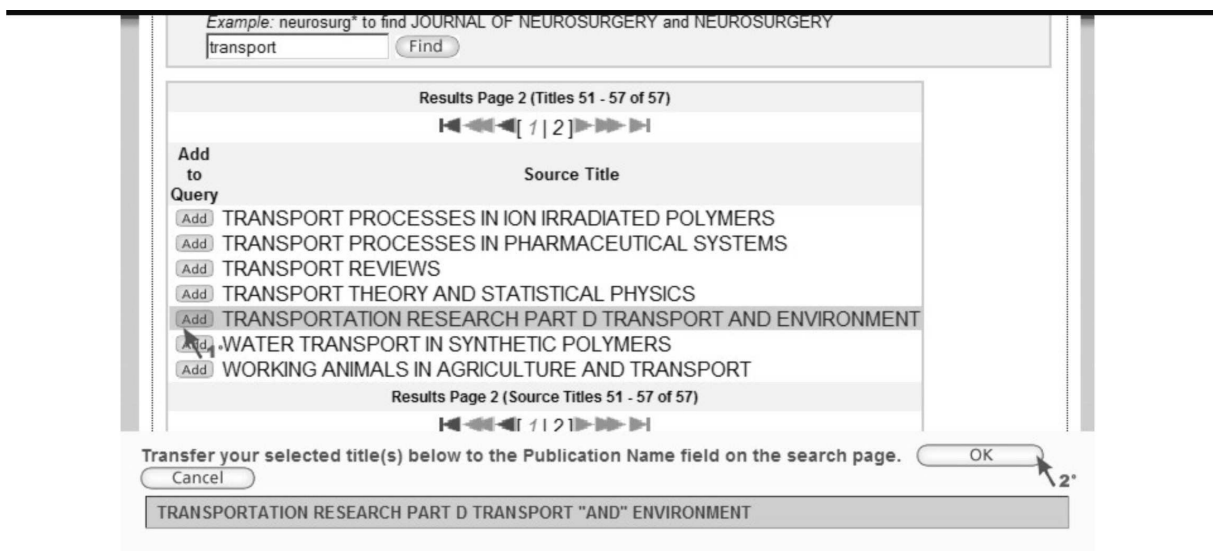 Example: neurosurg* to find JOURNAL OF NEUROSURGERY and NEUROSURGERY
transport Find
Results Page 2 (Titles 51 - 57 of 57)
[ 1 | 2 ]
Add
to
Query
Source Title
Add TRANSPORT PROCESSES IN ION IRRADIATED POLYMERS
Add TRANSPORT PROCESSES IN PHARMACEUTICAL SYSTEMS
Add TRANSPORT REVIEWS
Add TRANSPORT THEORY AND STATISTICAL PHYSICS
Add TRANSPORTATION RESEARCH PART D TRANSPORT AND ENVIRONMENT
Add WATER TRANSPORT IN SYNTHETIC POLYMERS
1°
Add WORKING ANIMALS IN AGRICULTURE AND TRANSPORT
Results Page 2 (Source Titles 51 - 57 of 57)
[ 1 | 2 ]
Transfer your selected title(s) below to the Publication Name field on the search page. OK
Cancel
2°
TRANSPORTATION RESEARCH PART D TRANSPORT "AND" ENVIRONMENT